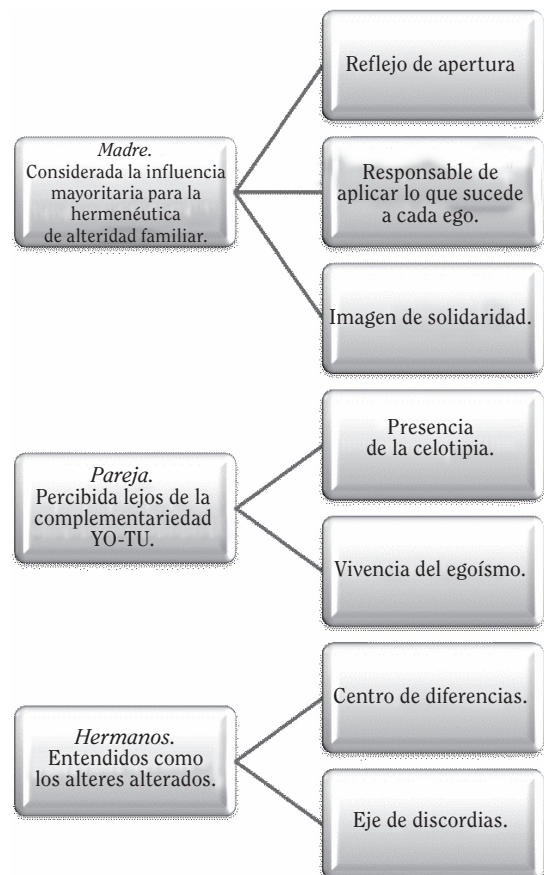 Madre.
Considerada la influencia
mayoritaria para la
hermenéutica
de alteridad familiar.
Reflejo de apertura
Responsable de
aplicar lo que sucede
a cada ego.
Imagen de solidaridad.
Pareja.
Percibida lejos de la
complementariedad
YO-TU.
Presencia
de la celotipia.
Vivencia del egoísmo.
Hermanos.
Entendidos como
los alteres alterados.
Centro de diferencias.
Eje de discordias.